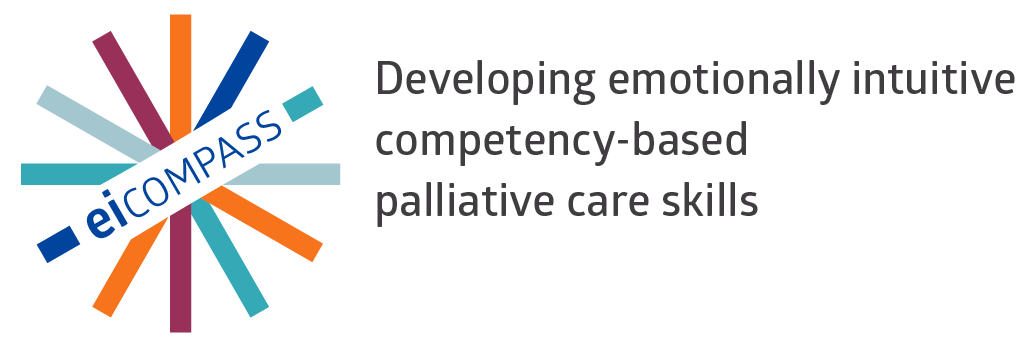 eiCOMPASS
Developing emotionally intuitive
competency-based
palliative care skills